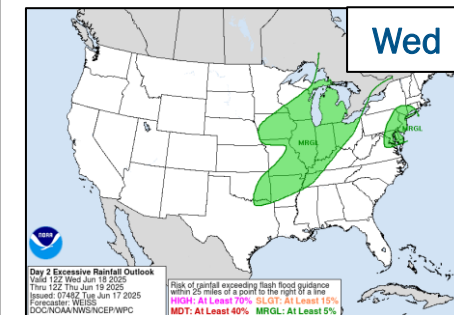 Wed
MRGL
MRGL
NOAA
Day 2 Excessive Rainfall Outlook
Valid 12Z Wed Jun 18 2025
Thru 12Z Thu Jun 19 2025
Issued: 0748Z Tue Jun 17 2025
Forecaster: WEISS
DOC/NOAA/NWS/NCEP/WPC
Risk of rainfall exceeding flash flood guidance
within 25 miles of a point to the right of a line
HIGH: At Least 70% SLGT: At Least 15%
MDT: At Least 40% MRGL: At Least 5%